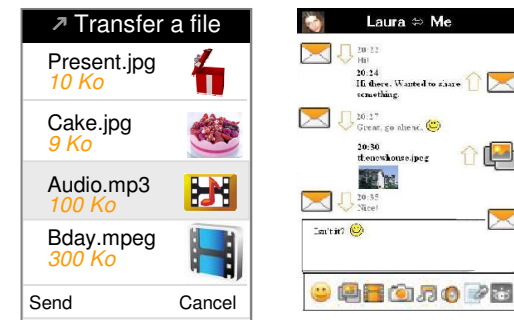 Transfer a file
Present.jpg
10 Ko
Cake.jpg
9 Ko
Audio.mp3
100 Ko
Bday.mpeg
300 Ko
Send Cancel
Laura ⇔ Me
20:22
Hi!
20:24
Hi there. Wanted to share
something.
20:27
Great, go ahead.
20:30
thenewhouse.jpeg
20:35
Nice!
Isn't it?